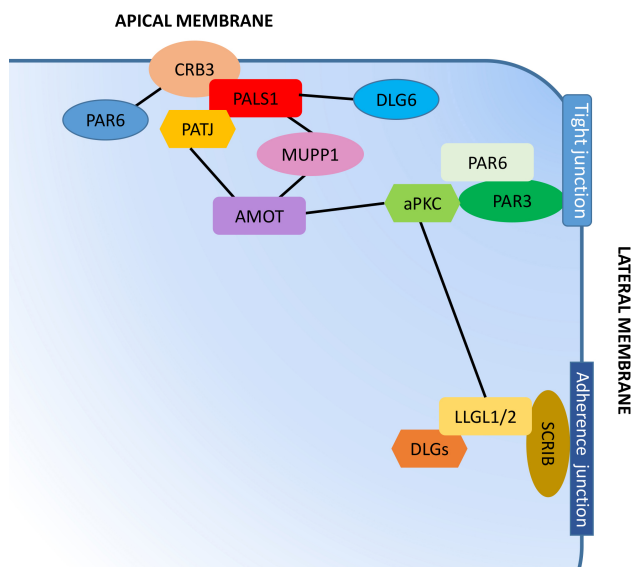 APICAL MEMBRANE
CRB3
PALS1
DLG6
PAR6
PATJ
MUPP1
PAR6
aPKC
PAR3
AMOT
Tight junction
LATERAL MEMBRANE
Adherence junction
LLGL1/2
SCRIB
DLGs